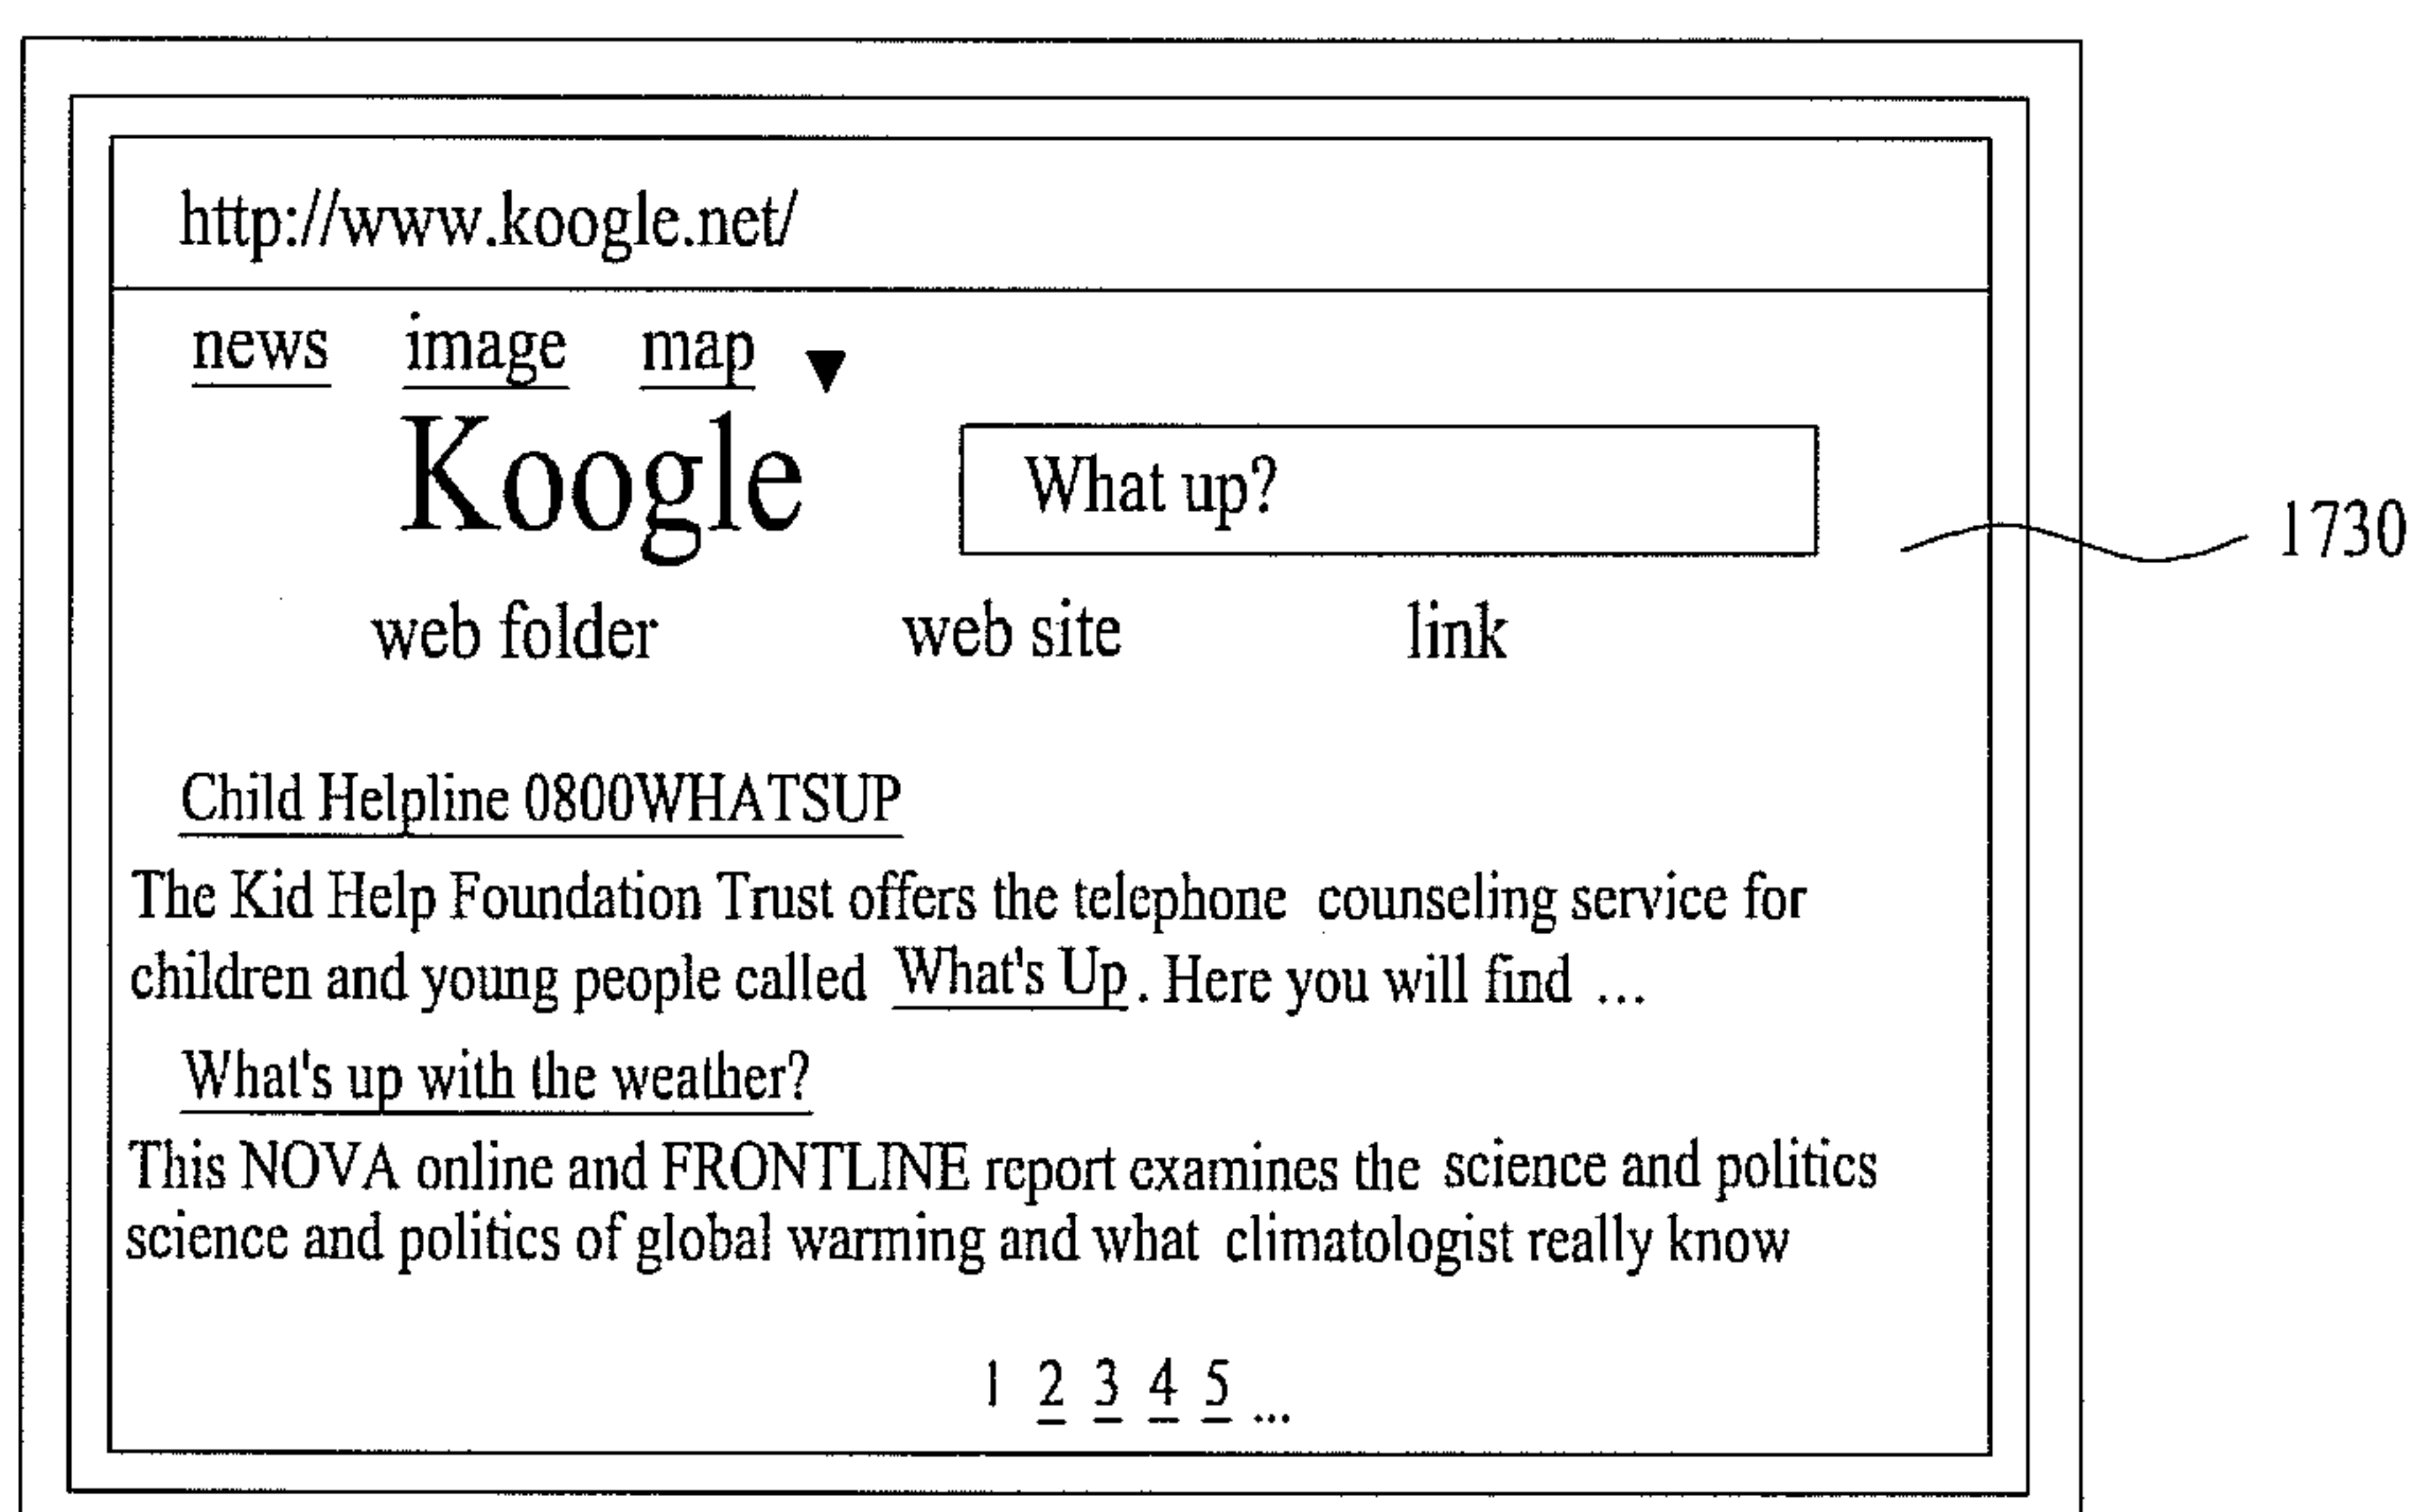 http://www.koogle.net/
news image map ▼
Koogle What up?
1730
web folder web site link
Child Helpline 0800WHATSUP
The Kid Help Foundation Trust offers the telephone counseling service for
children and young people called What's Up. Here you will find ...
What's up with the weather?
This NOVA online and FRONTLINE report examines the science and politics
science and politics of global warming and what climatologist really know
1 2 3 4 5 ...